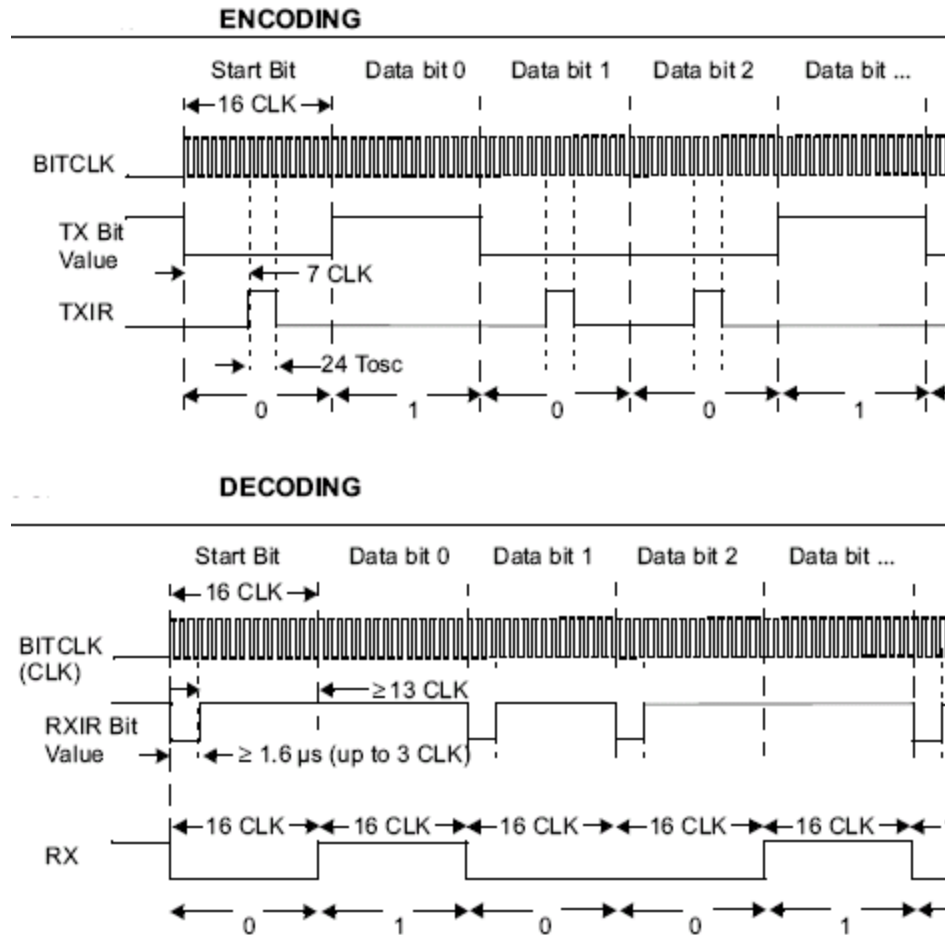 ENCODING
Start Bit Data bit 0 Data bit 1 Data bit 2 Data bit ...
16 CLK
BITCLK
TX Bit
Value
7 CLK
TXIR
24 Tosc
0 1 0 0 1
DECODING
Start Bit Data bit 0 Data bit 1 Data bit 2 Data bit ...
16 CLK
BITCLK
(CLK)
≥13 CLK
RXIR Bit
Value
≥ 1.6 µs (up to 3 CLK)
16 CLK 16 CLK 16 CLK 16 CLK 16 CLK
RX
0 1 0 0 1